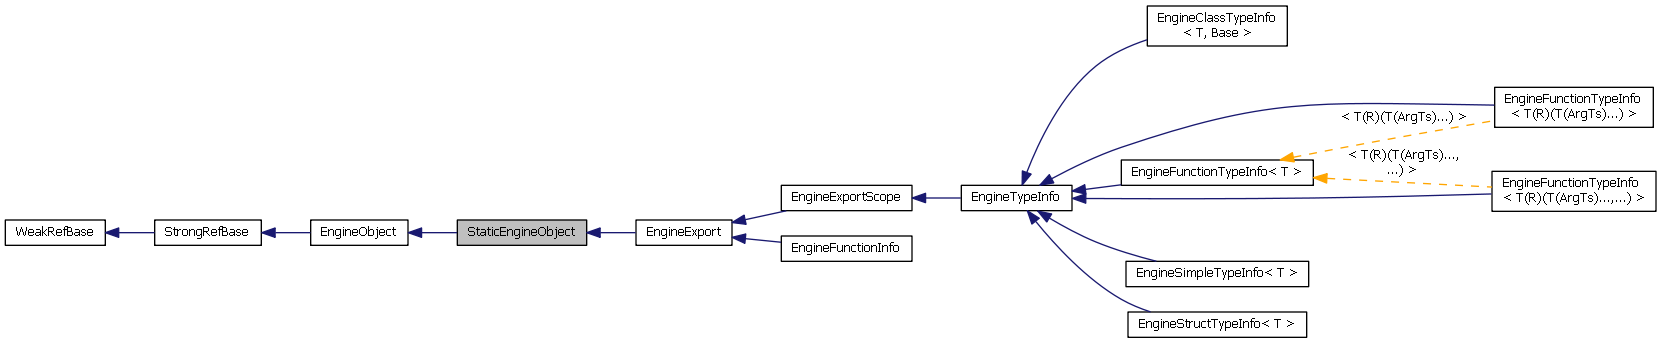 WeakRefBase
StrongRefBase
EngineObject
StaticEngineObject
EngineExport
EngineExportScope
EngineFunctionInfo
EngineTypeInfo
EngineClassTypeInfo
< T, Base >
EngineFunctionTypeInfo< T >
EngineSimpleTypeInfo< T >
EngineStructTypeInfo< T >
< T(R)(T(ArgTs)...) >
< T(R)(T(ArgTs)...,
...) >
EngineFunctionTypeInfo
< T(R)(T(ArgTs)...) >
EngineFunctionTypeInfo
< T(R)(T(ArgTs)...,...) >